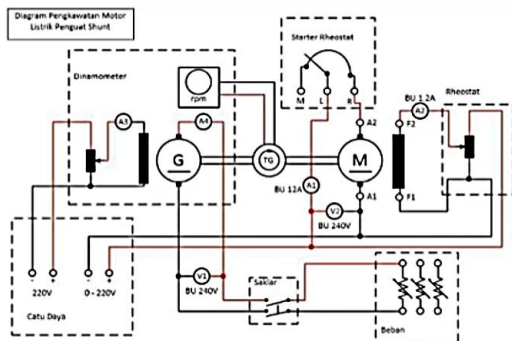 Diagram Pengkawatan Motor
Listrik Penguat Shunt
Starter Rheostat
M L R
Dinamometer
rpm
BU 1.2A
Rheostat
A3
A4
A2
A2
F2
G
TG
M
BU 12A
A1
A1
F1
V2
BU 240V
- +
- +
220V
0 - 220V
Catu Daya
V1
BU 240V
Saklar
Beban